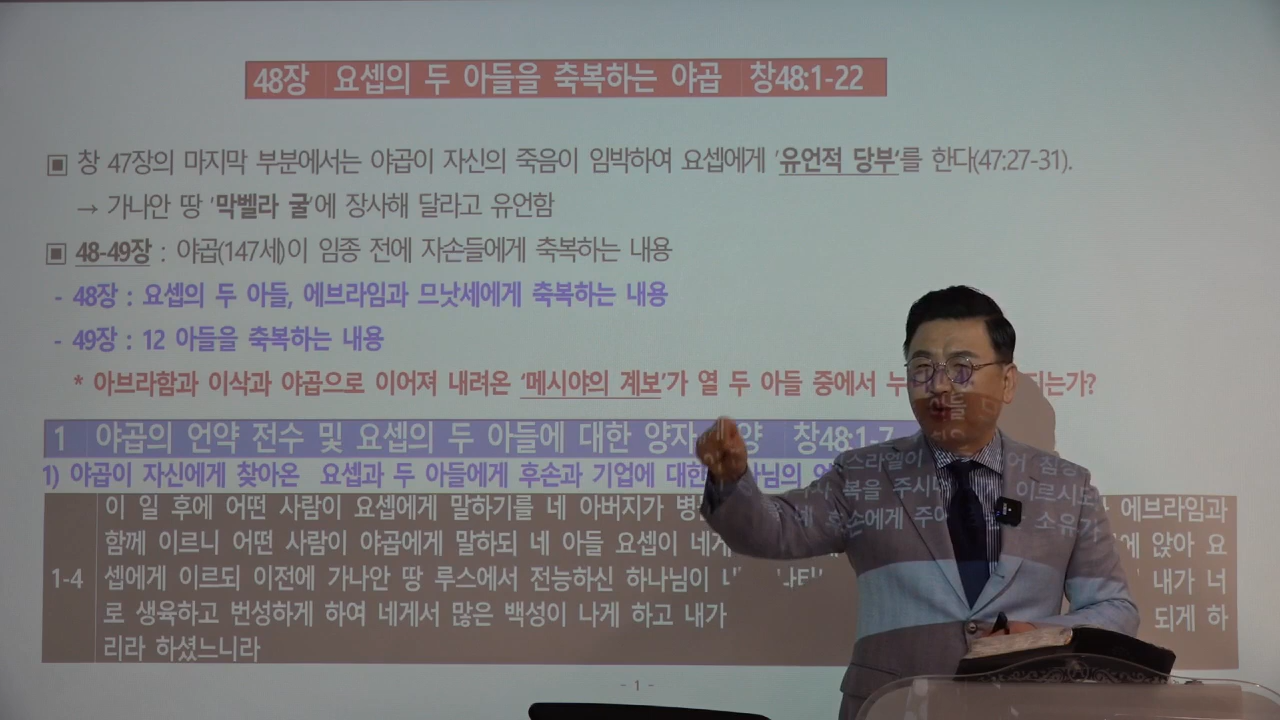 48장 요셉의 두 아들을 축복하는 야곱 창48:1-22
▣ 창 47장의 마지막 부분에서는 야곱이 자신의 죽음이 임박하여 요셉에게 '유언적 당부'를 한다(47:27-31).
→ 가나안 땅 '막벨라 굴'에 장사해 달라고 유언함
▣ 48-49장 : 야곱(147세)이 임종 전에 자손들에게 축복하는 내용
- 48장 : 요셉의 두 아들, 에브라임과 므낫세에게 축복하는 내용
- 49장 : 12 아들을 축복하는 내용
* 아브라함과 이삭과 야곱으로 이어져 내려온 '메시야의 계보'가 열 두 아들 중에서 지는가?
1 야곱의 언약 전수 및 요셉의 두 아들에 대한 양자 창48:1-7
1) 야곱이 자신에게 찾아온 요셉과 두 아들에게 후손과 기업에 대한
이 일 후에 어떤 사람이 요셉에게 말하기를 네 아버지가 에브라임과
함께 이르니 어떤 사람이 야곱에게 말하되 네 아들 요셉이 네게 앉아 요
1-4 셉에게 이르되 이전에 가나안 땅 루스에서 전능하신 하나님이 내가 너
로 생육하고 번성하게 하여 네게서 많은 백성이 나게 하고 내가 되게 하
리라 하셨느니라
- 1 -